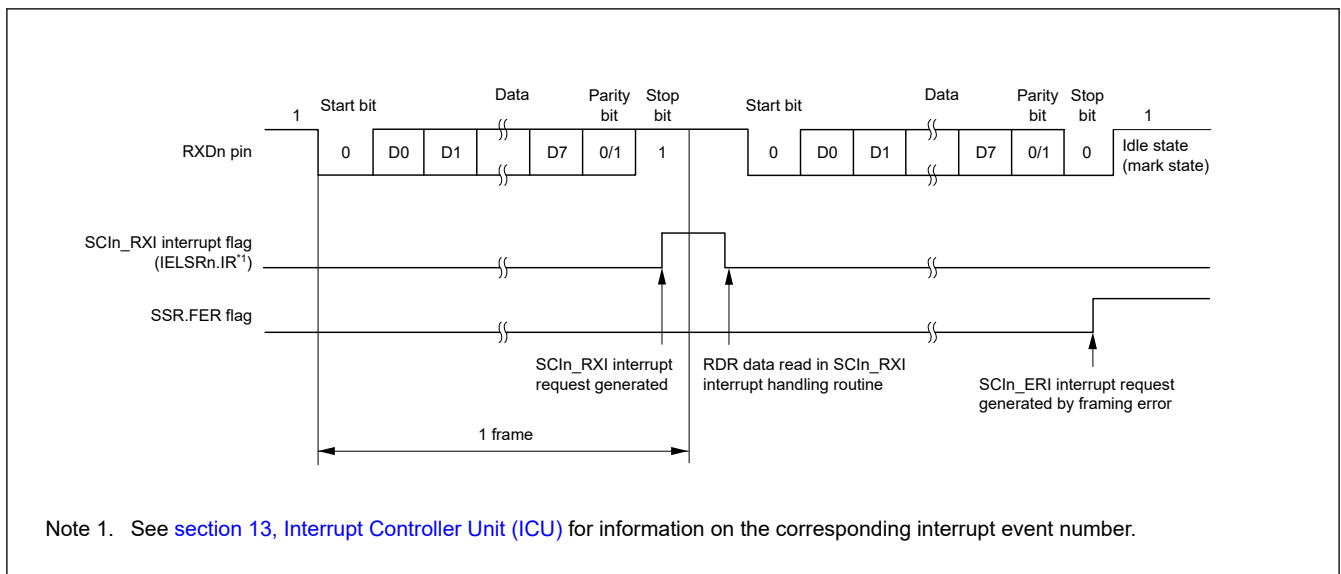 1
Start bit
Data
Parity bit
Stop bit
Start bit
Data
Parity bit
Stop bit
1
RXDn pin
0 D0 D1 D7 0/1 1 0 D0 D1 D7 0/1 0
Idle state
(mark state)
SCIn_RXI interrupt flag
(IELSRn.IR*1)
SSR.FER flag
SCIn_RXI interrupt
request generated
RDR data read in SCIn_RXI
interrupt handling routine
SCIn_ERI interrupt request
generated by framing error
1 frame
Note 1. See section 13, Interrupt Controller Unit (ICU) for information on the corresponding interrupt event number.